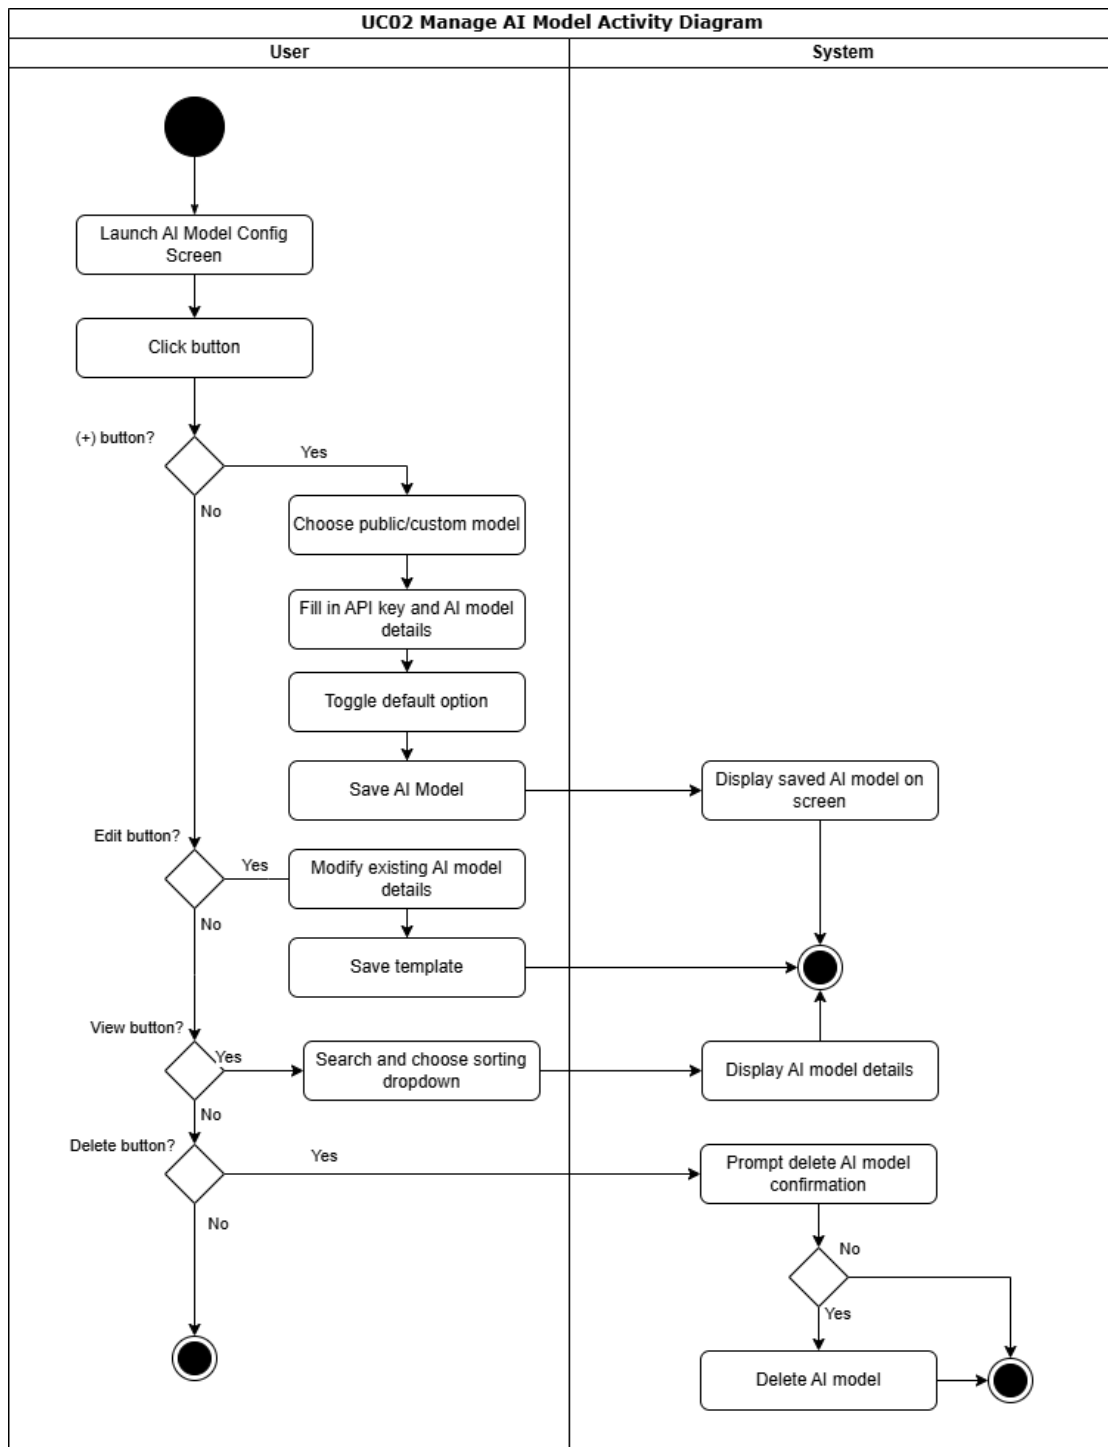 UC02 Manage AI Model Activity Diagram
User
System
Launch AI Model Config
Screen
Click button
(+) button?
Yes
No
Choose public/custom model
Fill in API key and AI model
details
Toggle default option
Save AI Model
Display saved AI model on
screen
Edit button?
Yes
Modify existing AI model
details
No
Save template
View button?
Yes
Search and choose sorting
dropdown
Display AI model details
No
Delete button?
Yes
Prompt delete AI model
confirmation
No
No
Yes
Delete AI model